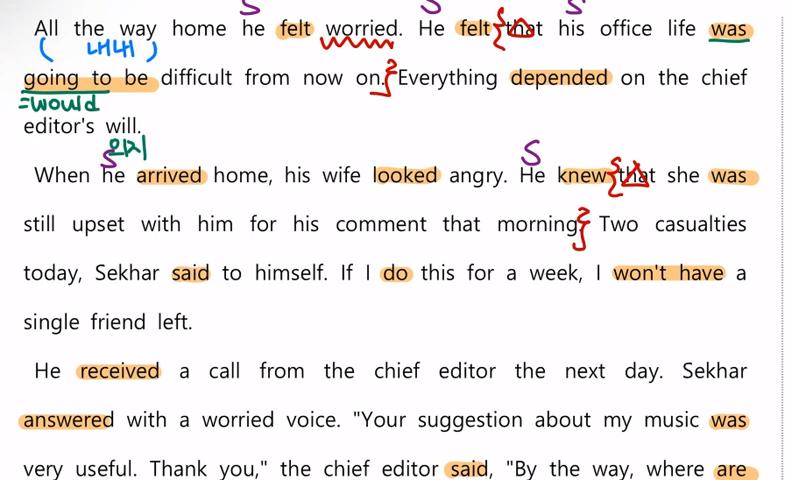 S S S
All the way home he felt worried. He felt that his office life was
( 내내 )
going to be difficult from now on. Everything depended on the chief
=would
editor's will.
S S
When he arrived home, his wife looked angry. He knew that she was
still upset with him for his comment that morning. Two casualties
today, Sekhar said to himself. If I do this for a week, I won't have a
single friend left.
He received a call from the chief editor the next day. Sekhar
answered with a worried voice. "Your suggestion about my music was
very useful. Thank you," the chief editor said, "By the way, where are